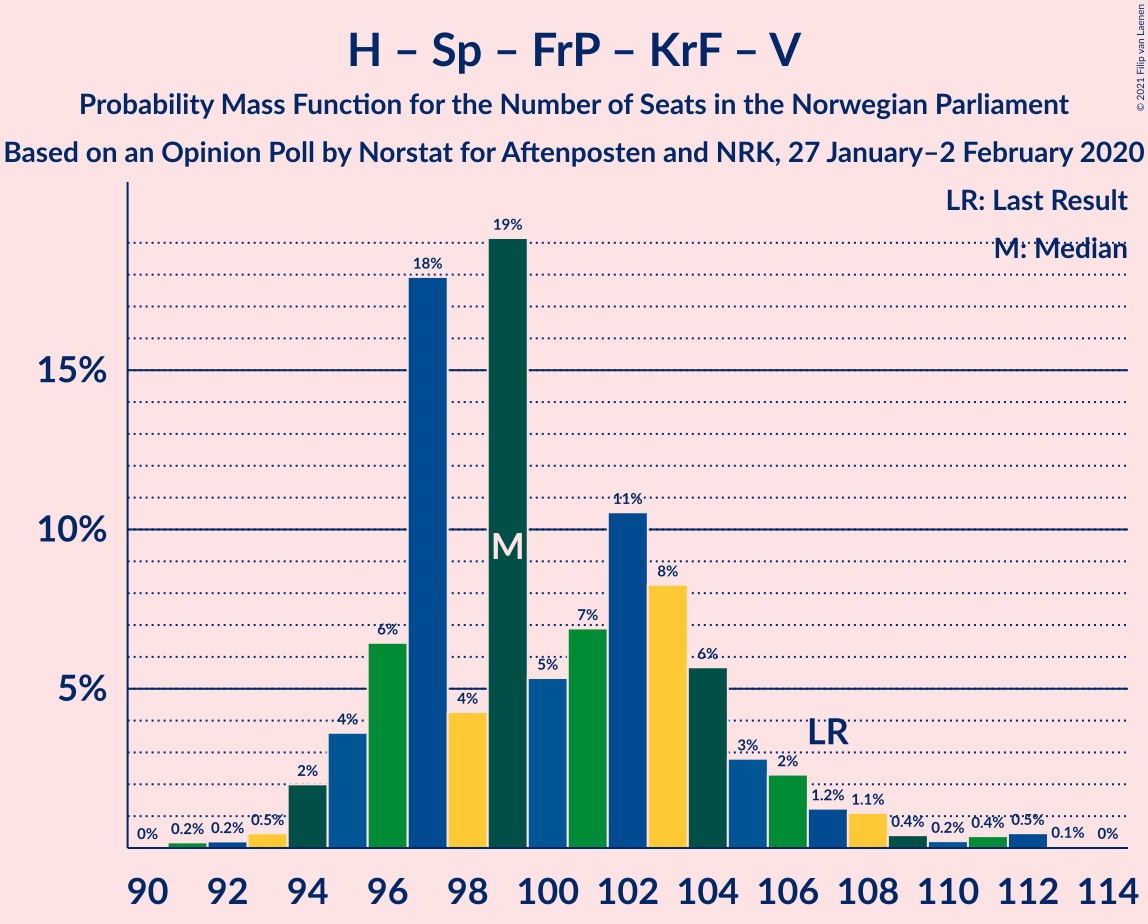 H – Sp – FrP – KrF – V
Probability Mass Function for the Number of Seats in the Norwegian Parliament
Based on an Opinion Poll by Norstat for Aftenposten and NRK, 27 January–2 February 2020
© 2021 Filip van Laenen
LR: Last Result
M: Median
15%
10%
5%
0% 0.2% 0.2% 0.5% 2% 4% 6% 18% 4% 19% 5% 7% 11% 8% 6% 3% 2% 1.2% 1.1% 0.4% 0.2% 0.4% 0.5% 0.1% 0%
M
LR
90 92 94 96 98 100 102 104 106 108 110 112 114